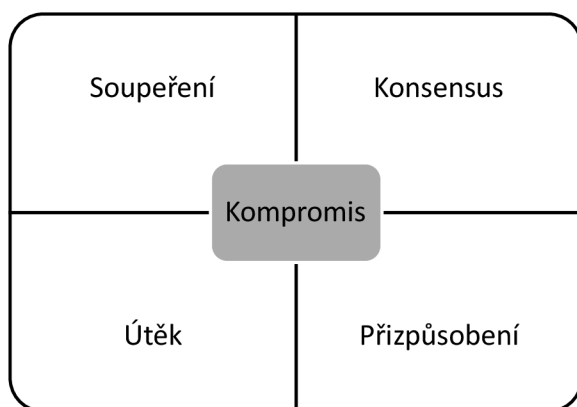 Soupeření
Konsensus
Kompromis
Útěk
Přizpůsobení